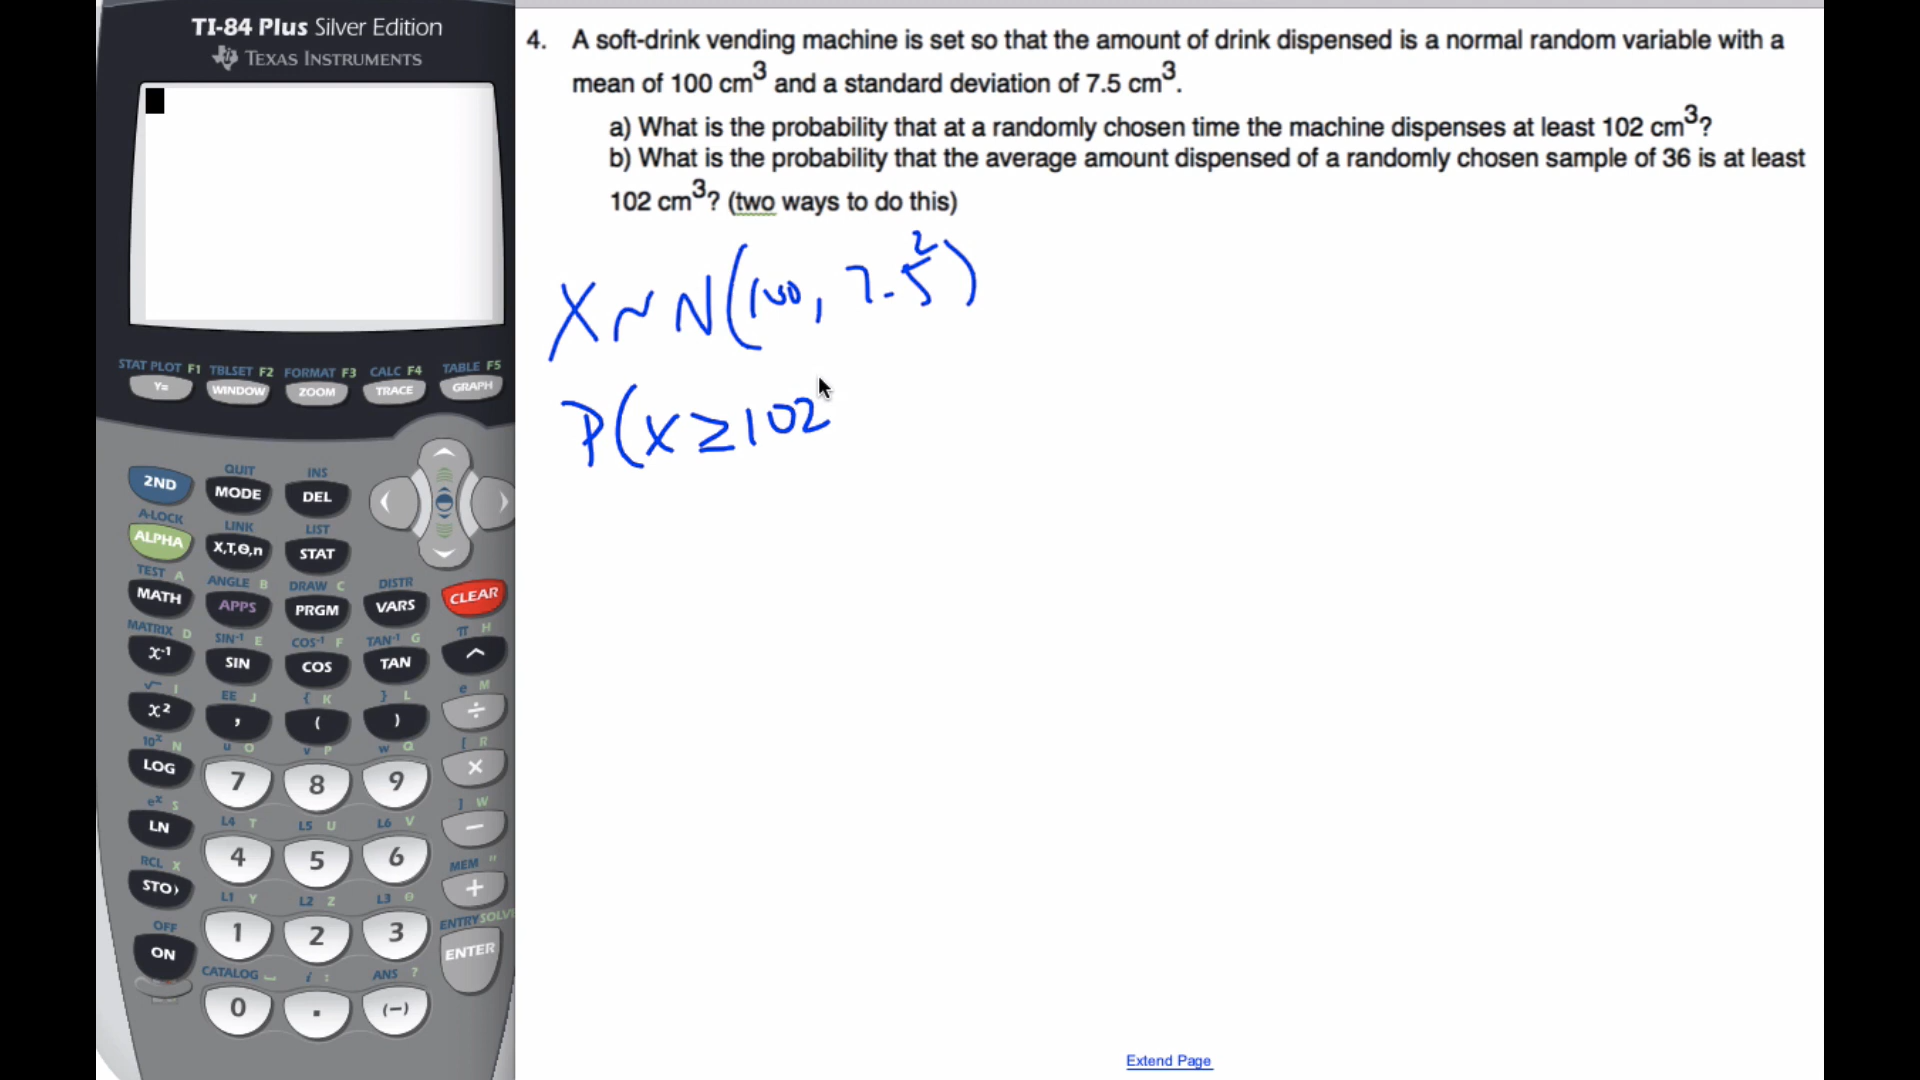 TI-84 Plus Silver Edition
TEXAS INSTRUMENTS
4. A soft-drink vending machine is set so that the amount of drink dispensed is a normal random variable with a
mean of 100 cm³ and a standard deviation of 7.5 cm³.
a) What is the probability that at a randomly chosen time the machine dispenses at least 102 cm³?
b) What is the probability that the average amount dispensed of a randomly chosen sample of 36 is at least
102 cm³? (two ways to do this)
X ~ N(100, 7.5²)
P(X ≥ 102
STAT PLOT F1 TBLSET F2 FORMAT F3 CALC F4 TABLE F5
Y= WINDOW ZOOM TRACE GRAPH
QUIT INS
2ND MODE DEL
A-LOCK LINK LIST
ALPHA X,T,Θ,n STAT
TEST A ANGLE B DRAW C DISTR
MATH APPS PRGM VARS CLEAR
MATRIX D SIN⁻¹ E COS⁻¹ F TAN⁻¹ G π H
x⁻¹ SIN COS TAN ^
√ I EE J { K } L e M
x² , ( ) ÷
10ˣ N u O v P w Q [ R
LOG 7 8 9 ×
eˣ S L4 T L5 U L6 V ] W
LN 4 5 6 −
RCL X L1 Y L2 Z L3 θ MEM "
STO› 1 2 3 +
OFF CATALOG i : ANS ? ENTRY SOLVE
ON 0 . (−) ENTER
Extend Page